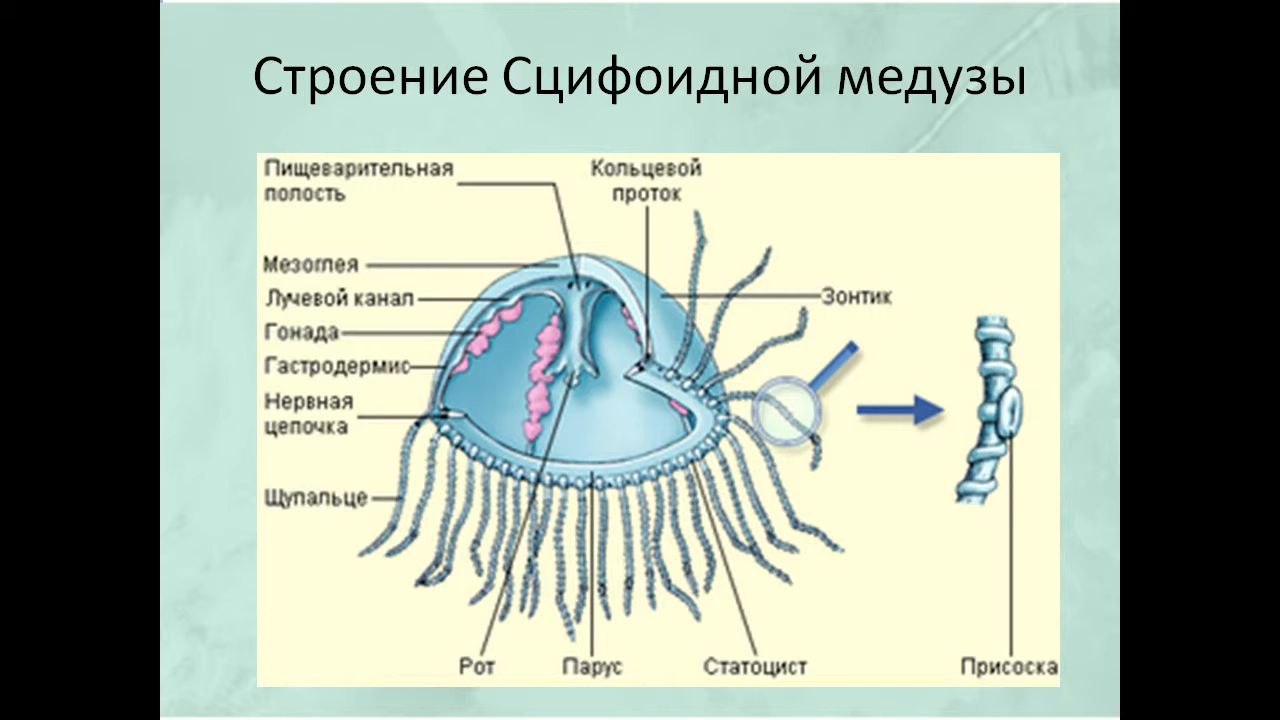 Строение Сцифоидной медузы
Пищеварительная
полость
Кольцевой
проток
Мезоглея
Лучевой канал
Зонтик
Гонада
Гастродермис
Нервная
цепочка
Щупальце
Рот
Парус
Статоцист
Присоска